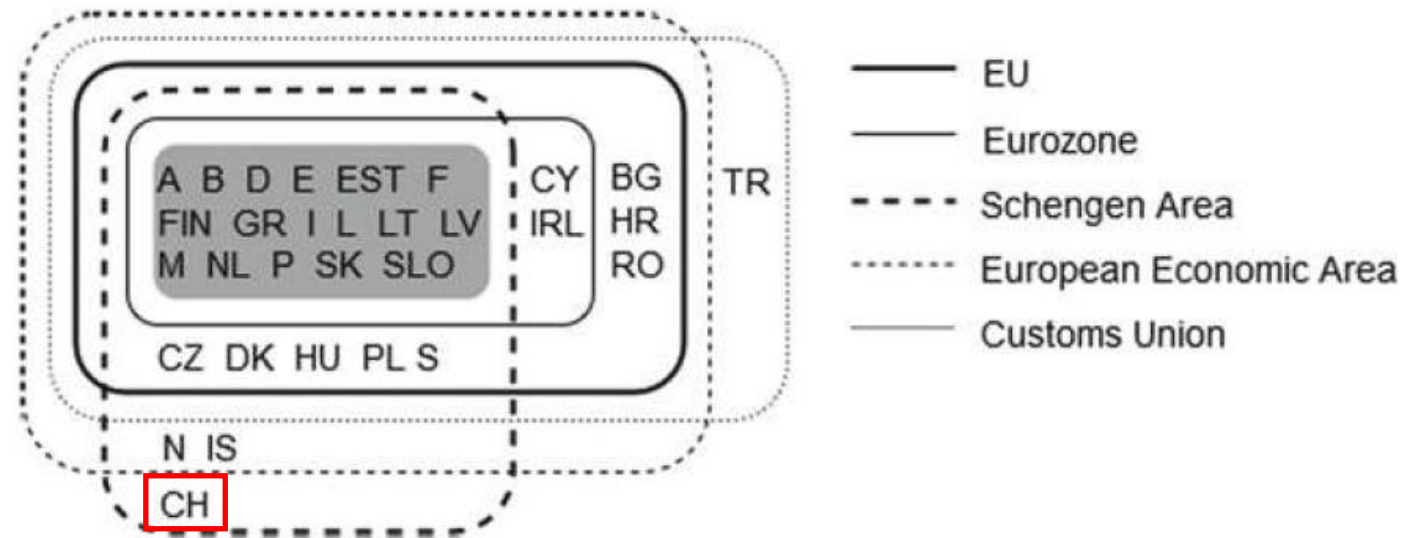 A B D E EST F
FIN GR I L LT LV
M NL P SK SLO
CY
IRL
BG
HR
RO
TR
CZ DK HU PL S
N IS
CH
EU
Eurozone
Schengen Area
European Economic Area
Customs Union